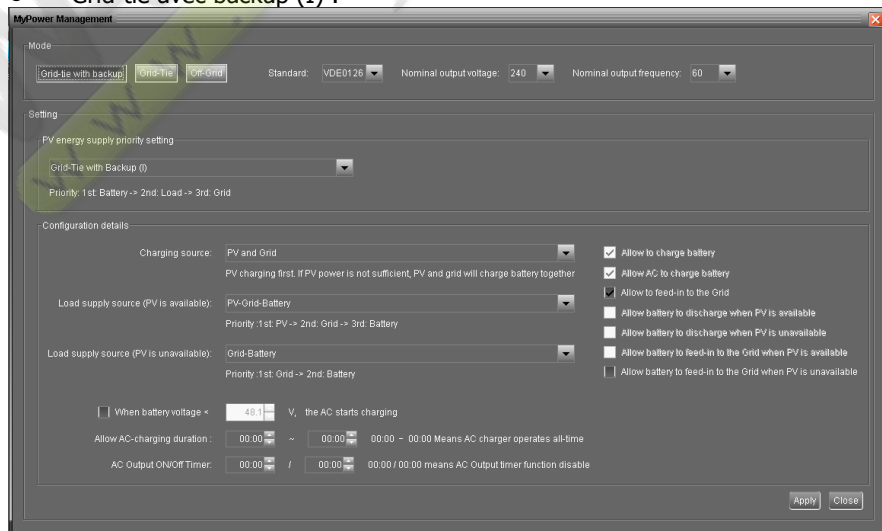 Grid-tie avec backup (I) :
MyPower Management
Mode
Grid-tie with backup Grid-Tie Off-Grid Standard: VDE0126 Nominal output voltage: 240 Nominal output frequency: 60
Setting
PV energy supply priority setting
Grid-Tie with Backup (I)
Priority: 1st: Battery -> 2nd: Load -> 3rd: Grid
Configuration details
Charging source: PV and Grid
PV charging first. If PV power is not sufficient, PV and grid will charge battery together
Load supply source (PV is available): PV-Grid-Battery
Priority :1st: PV -> 2nd: Grid -> 3rd: Battery
Load supply source (PV is unavailable): Grid-Battery
Priority :1st: Grid -> 2nd: Battery
Allow to charge battery
Allow AC to charge battery
Allow to feed-in to the Grid
Allow battery to discharge when PV is available
Allow battery to discharge when PV is unavailable
Allow battery to feed-in to the Grid when PV is available
Allow battery to feed-in to the Grid when PV is unavailable
When battery voltage < 48.1 V, the AC starts charging
Allow AC-charging duration : 00:00 ~ 00:00 00:00 - 00:00 Means AC charger operates all-time
AC Output ON/Off Timer: 00:00 / 00:00 00:00 / 00:00 means AC Output timer function disable
Apply Close
www.